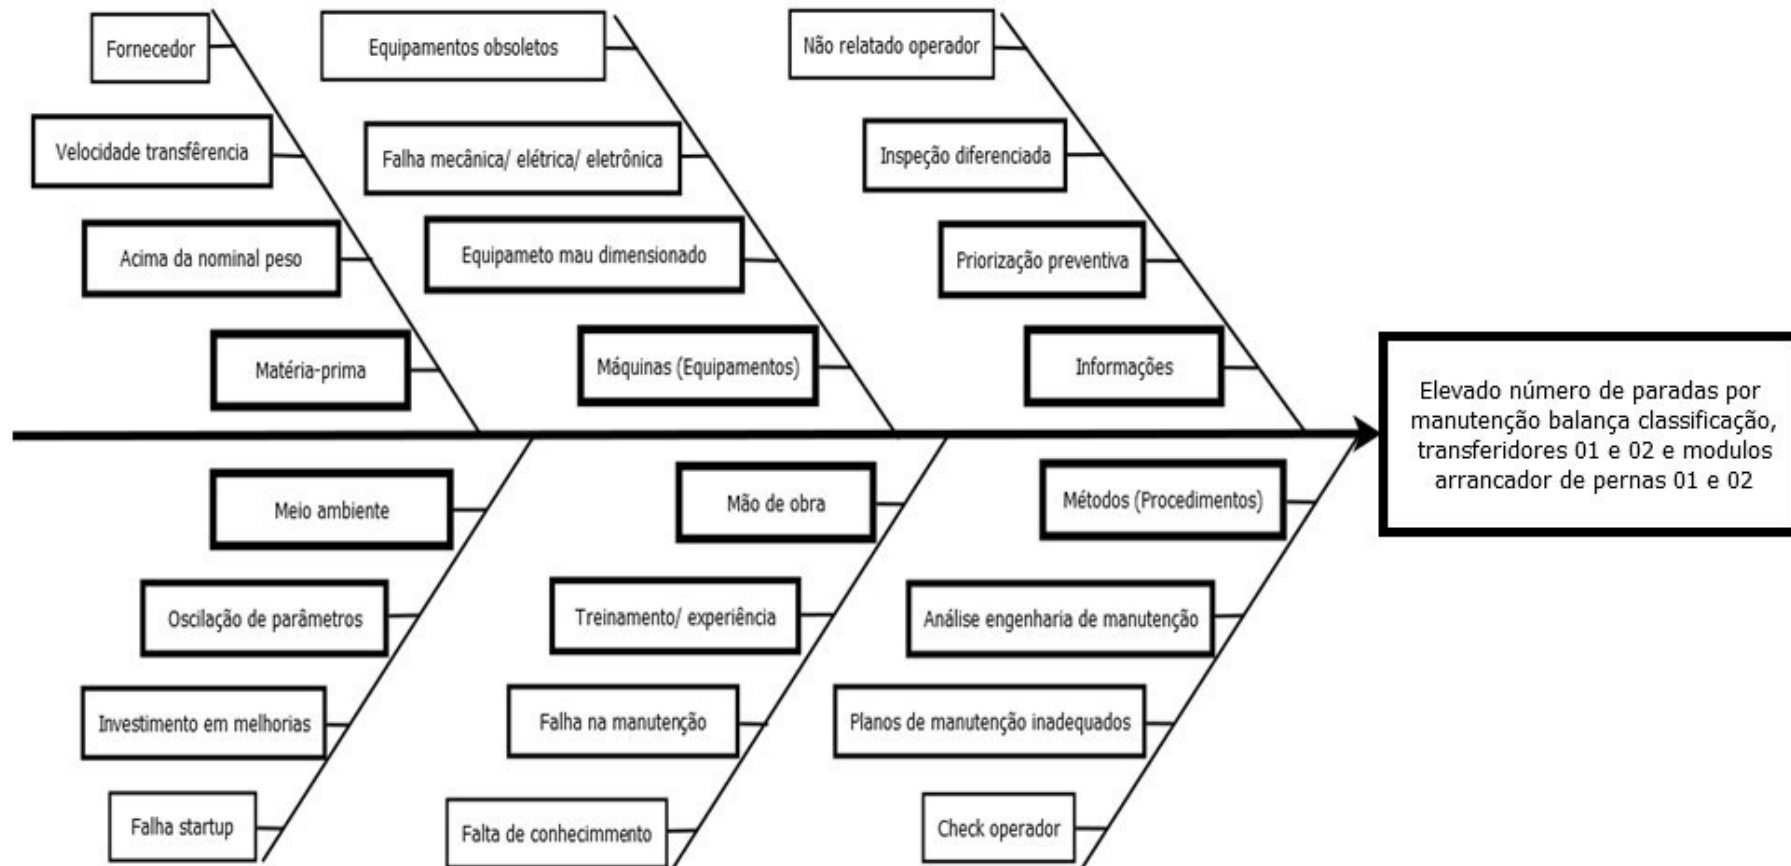 Fornecedor
Velocidade transfêrencia
Acima da nominal peso
Matéria-prima
Equipamentos obsoletos
Falha mecânica/ elétrica/ eletrônica
Equipameto mau dimensionado
Máquinas (Equipamentos)
Não relatado operador
Inspeção diferenciada
Priorização preventiva
Informações
Elevado número de paradas por
manutenção balança classificação,
transferidores 01 e 02 e modulos
arrancador de pernas 01 e 02
Meio ambiente
Oscilação de parâmetros
Investimento em melhorias
Falha startup
Mão de obra
Treinamento/ experiência
Falha na manutenção
Falta de conhecimmento
Métodos (Procedimentos)
Análise engenharia de manutenção
Planos de manutenção inadequados
Check operador